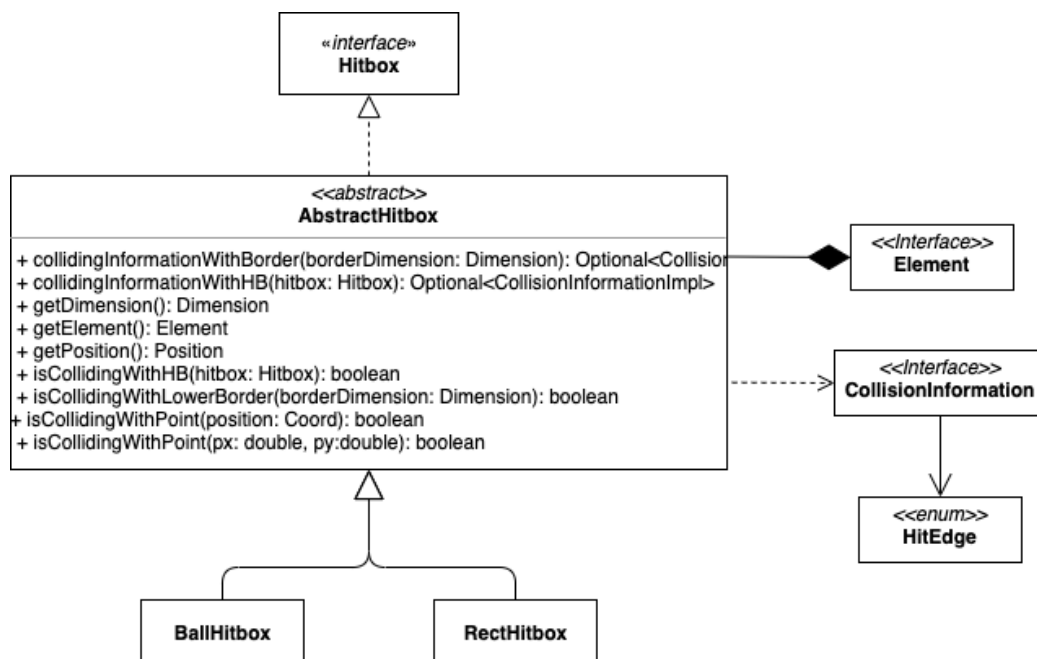 «interface»
Hitbox
<<abstract>>
AbstractHitbox
+ collidingInformationWithBorder(borderDimension: Dimension): Optional<Collision
+ collidingInformationWithHB(hitbox: Hitbox): Optional<CollisionInformationImpl>
+ getDimension(): Dimension
+ getElement(): Element
+ getPosition(): Position
+ isCollidingWithHB(hitbox: Hitbox): boolean
+ isCollidingWithLowerBorder(borderDimension: Dimension): boolean
+ isCollidingWithPoint(position: Coord): boolean
+ isCollidingWithPoint(px: double, py:double): boolean
<<Interface>>
Element
<<Interface>>
CollisionInformation
<<enum>>
HitEdge
BallHitbox
RectHitbox